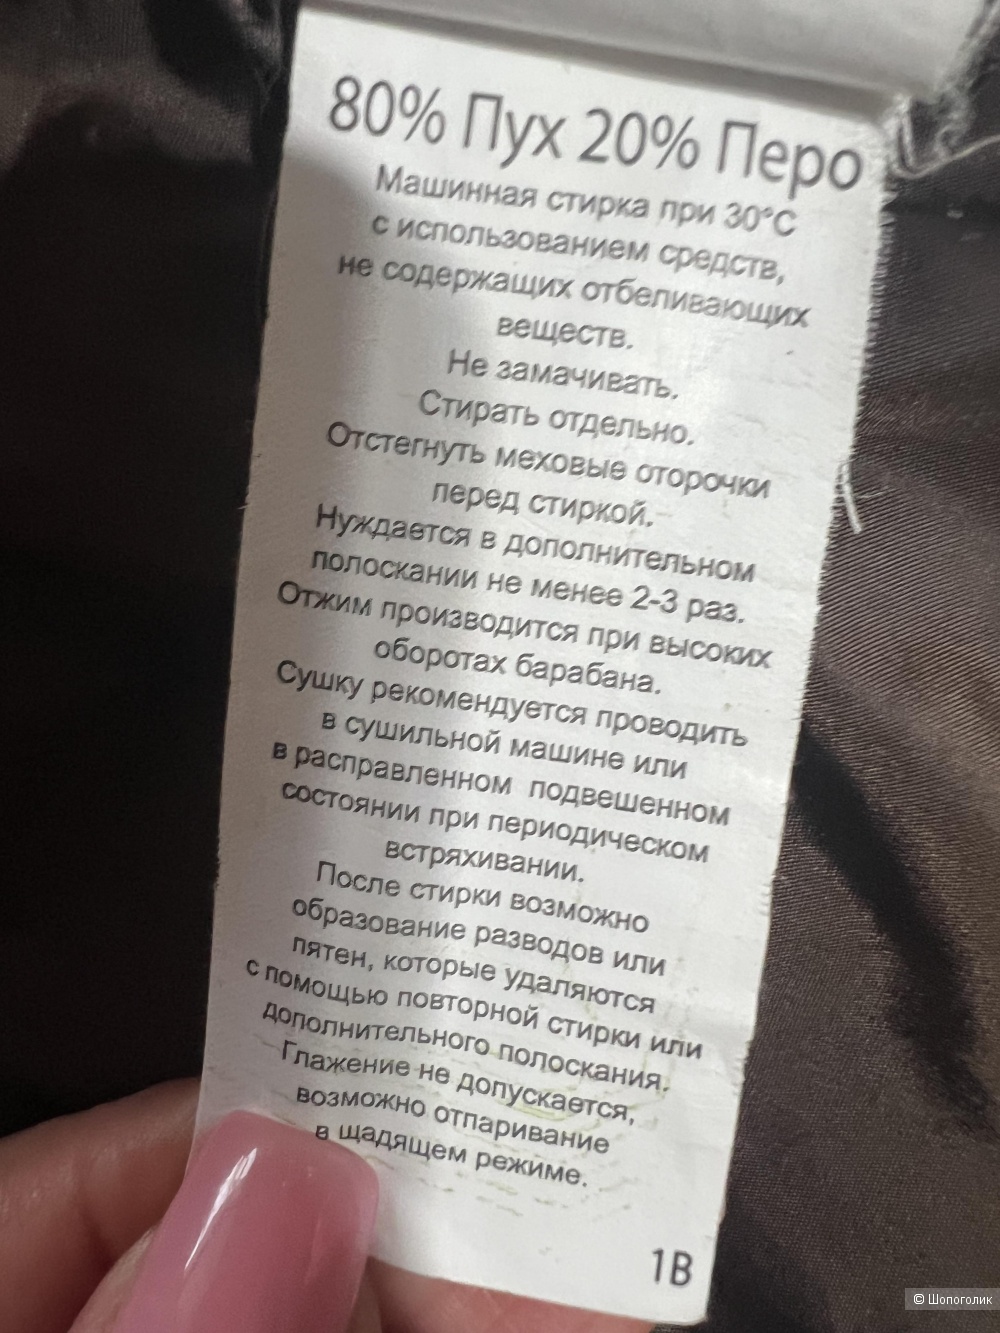 80% Пух 20% Перо
Машинная стирка при 30°С
с использованием средств,
не содержащих отбеливающих
веществ.
Не замачивать.
Стирать отдельно.
Отстегнуть меховые оторочки
перед стиркой.
Нуждается в дополнительном
полоскании не менее 2-3 раз.
Отжим производится при высоких
оборотах барабана.
Сушку рекомендуется проводить
в сушильной машине или
в расправленном подвешенном
состоянии при периодическом
встряхивании.
После стирки возможно
образование разводов или
пятен, которые удаляются
с помощью повторной стирки или
дополнительного полоскания.
Глажение не допускается,
возможно отпаривание
в щадящем режиме.
1В
© Шопоголик